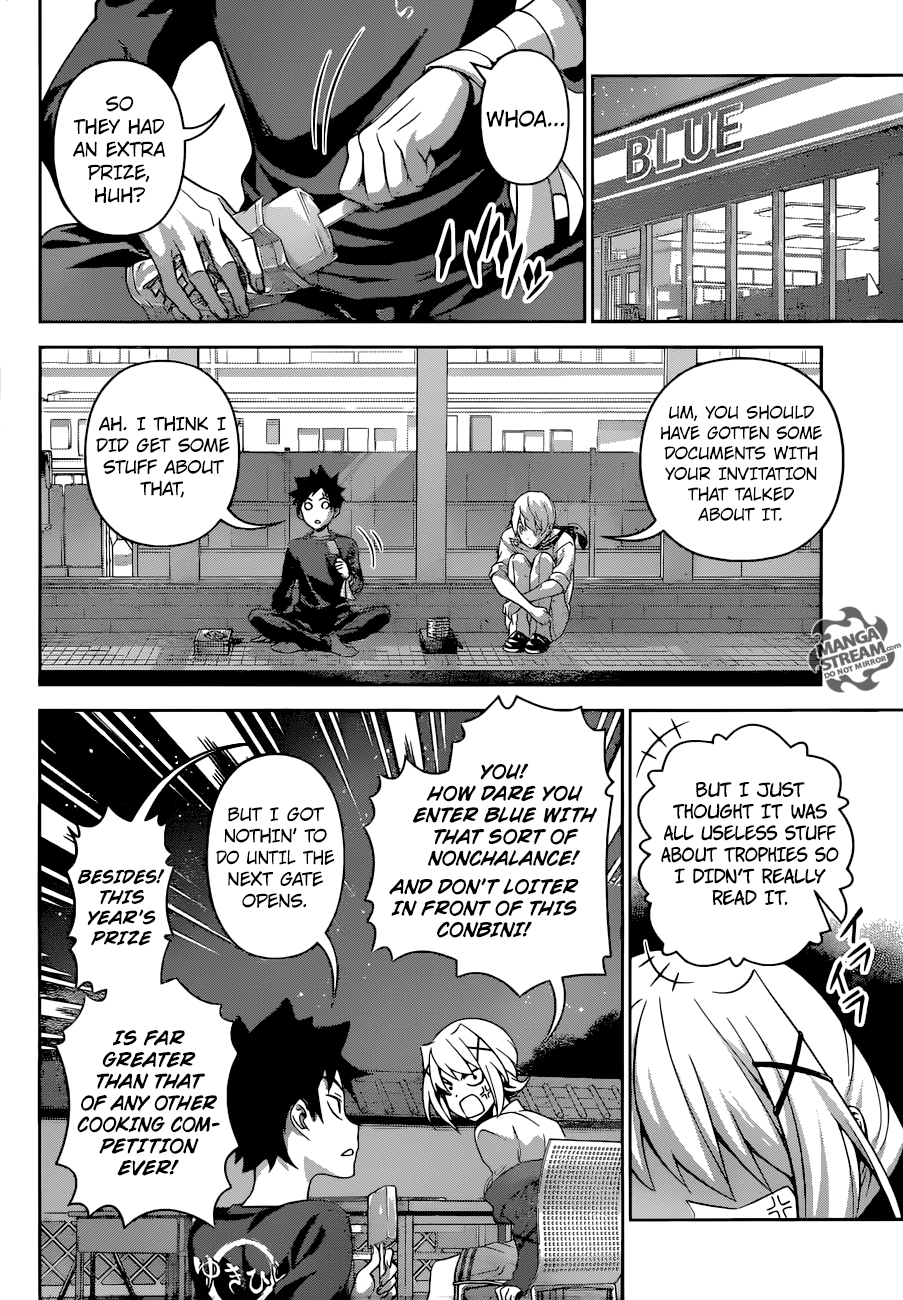 BLUE
WHOA...
SO
THEY HAD
AN EXTRA
PRIZE,
HUH?
UM, YOU SHOULD
HAVE GOTTEN SOME
DOCUMENTS WITH
YOUR INVITATION
THAT TALKED
ABOUT IT.
AH. I THINK I
DID GET SOME
STUFF ABOUT
THAT,
MANGA
STREAM.com
DO NOT MIRROR
BUT I JUST
THOUGHT IT WAS
ALL USELESS STUFF
ABOUT TROPHIES SO
I DIDN'T REALLY
READ IT.
YOU!
HOW DARE YOU
ENTER BLUE WITH
THAT SORT OF
NONCHALANCE!
AND DON'T LOITER
IN FRONT OF THIS
CONBINI!
BUT I GOT
NOTHIN' TO
DO UNTIL THE
NEXT GATE
OPENS.
BESIDES!
THIS
YEAR'S
PRIZE
IS FAR
GREATER
THAN THAT
OF ANY OTHER
COOKING COM-
PETITION
EVER!
ゆきひら